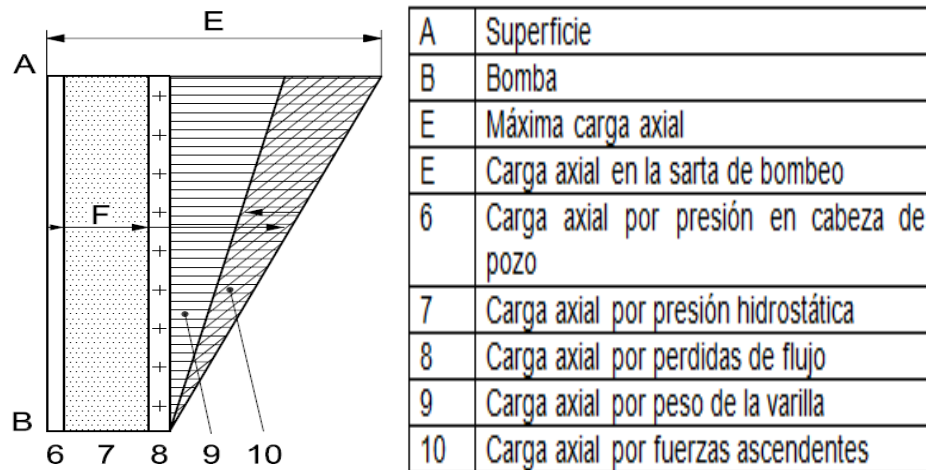 E
A
F
B
6 7 8 9 10
A Superficie
B Bomba
E Máxima carga axial
E Carga axial en la sarta de bombeo
6 Carga axial por presión en cabeza de
pozo
7 Carga axial por presión hidrostática
8 Carga axial por perdidas de flujo
9 Carga axial por peso de la varilla
10 Carga axial por fuerzas ascendentes